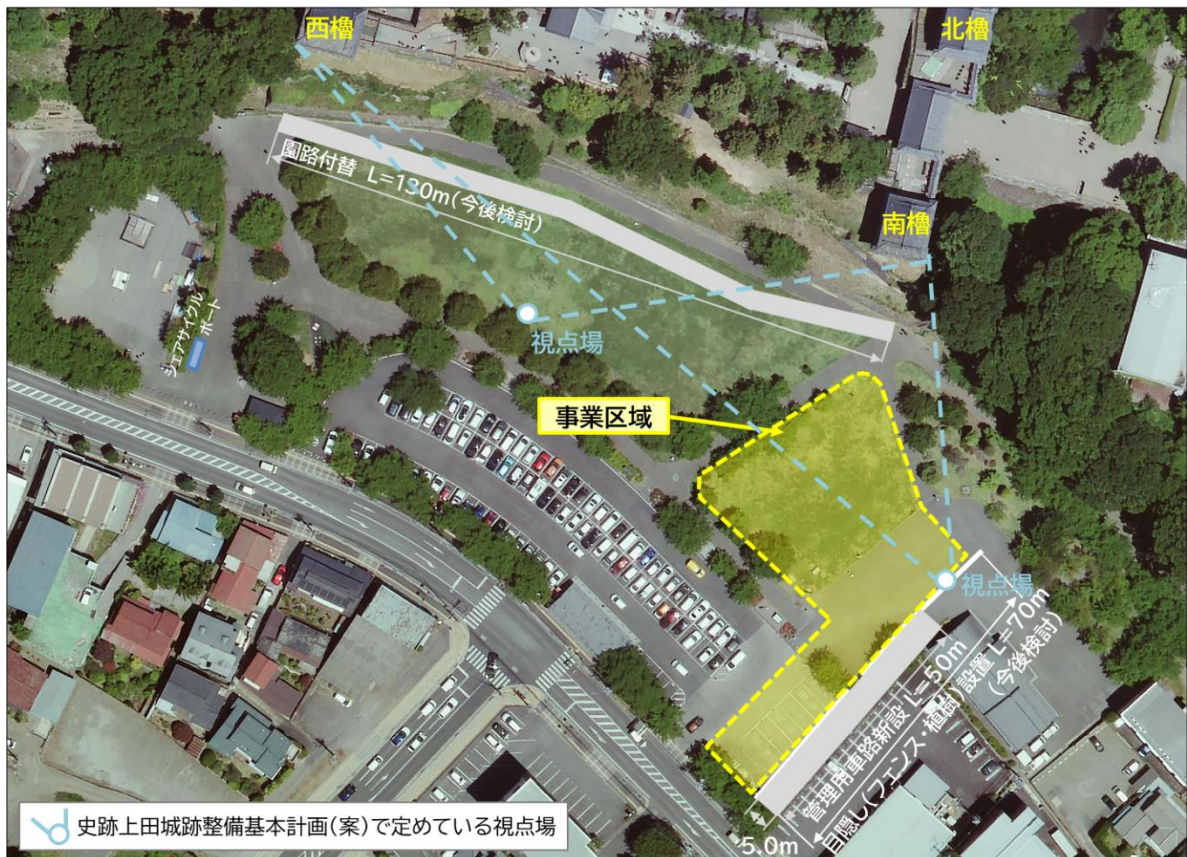 西櫓
北櫓
園路付替 L=130m(今後検討)
南櫓
シェアサイクル
ポート
視点場
事業区域
視点場
管理用車路新設 L=50m
目隠し(フェンス・植樹)設置 L=70m
(今後検討)
5.0m
史跡上田城跡整備基本計画(案)で定めている視点場